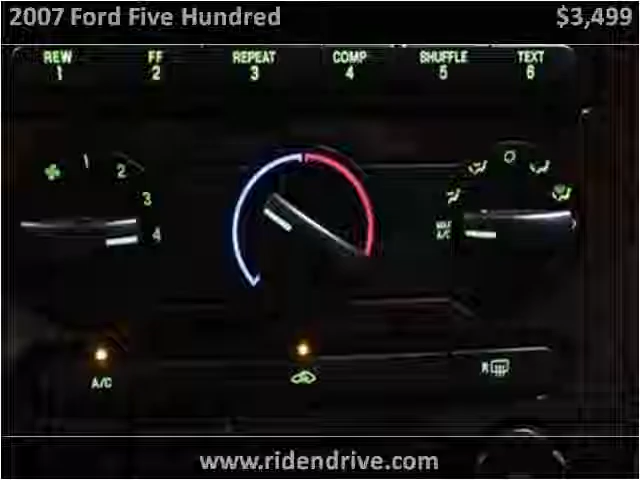 2007 Ford Five Hundred $3,499
REW FF REPEAT COMP SHUFFLE TEXT
1 2 3 4 5 6
1 2 3 4
MAX A/C
A/C
R
www.ridendrive.com